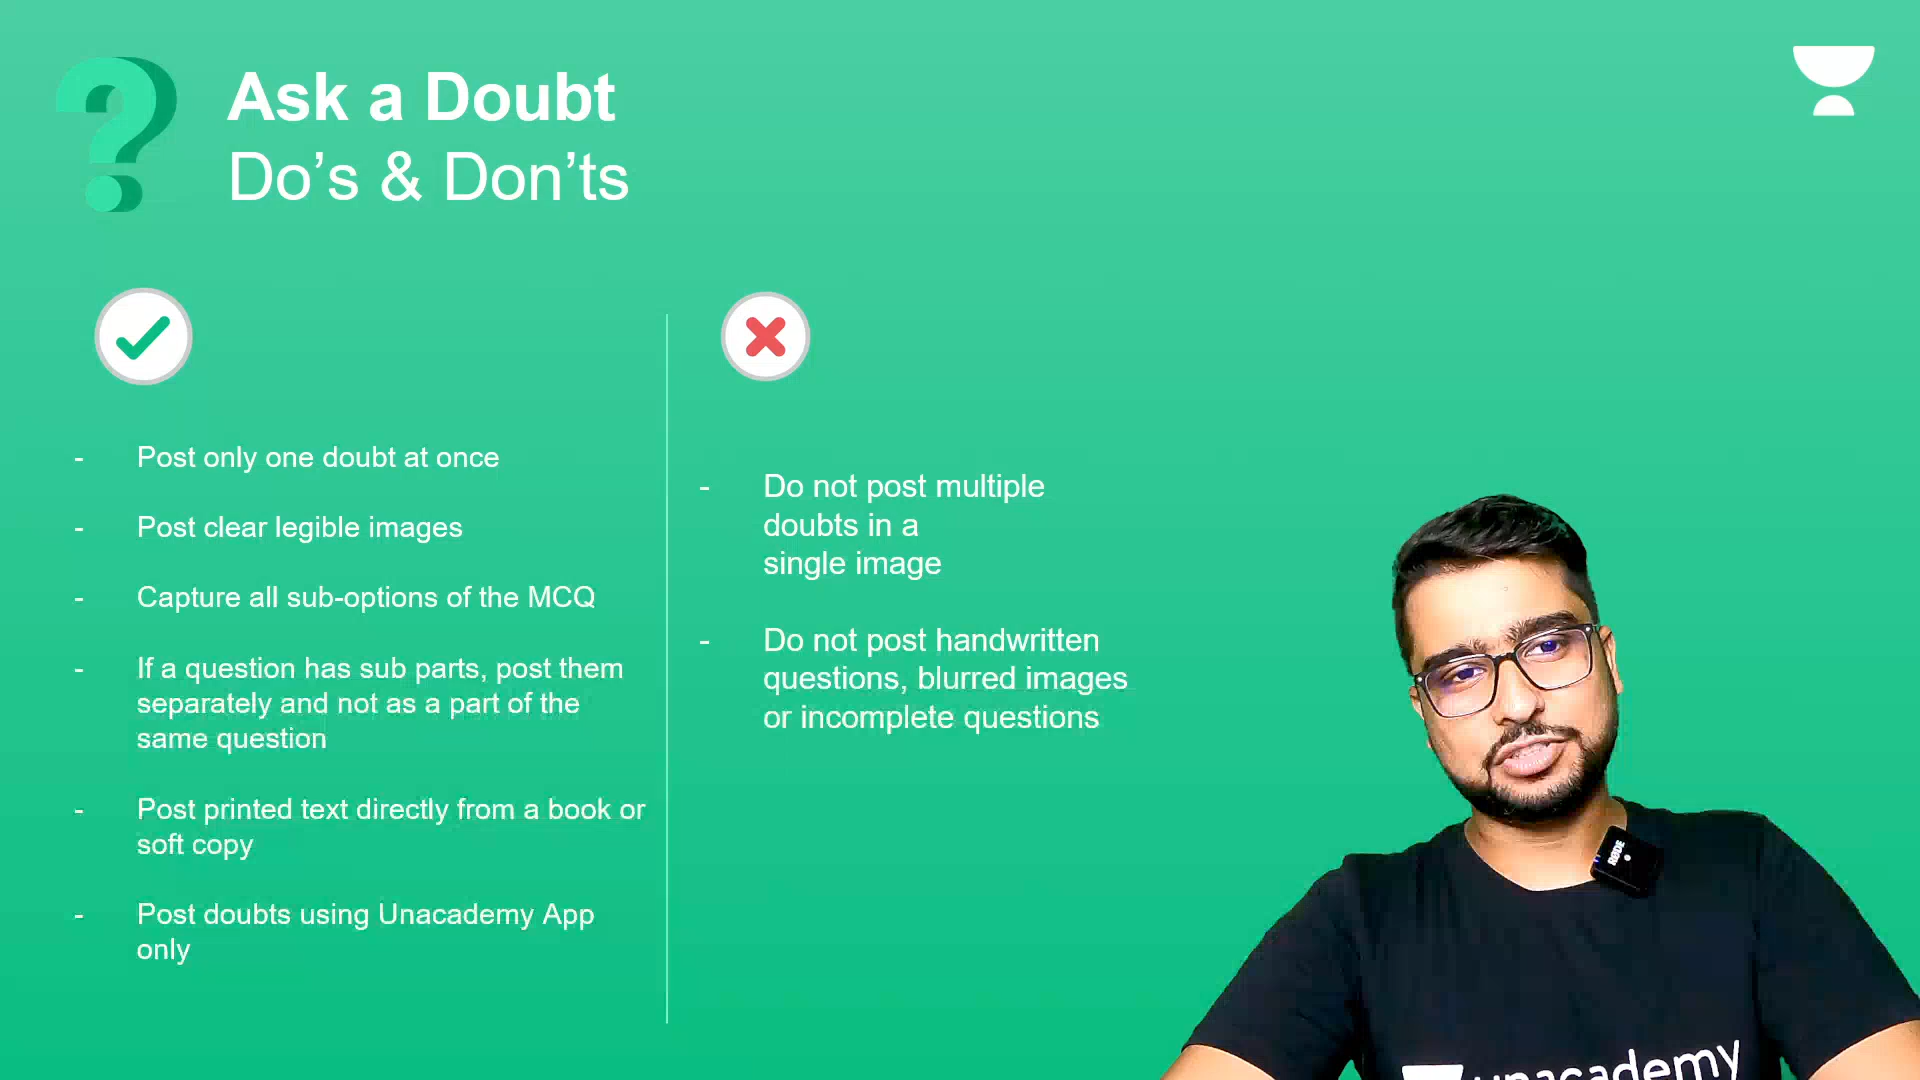 Ask a Doubt
Do’s & Don’ts
- Post only one doubt at once
- Post clear legible images
- Capture all sub-options of the MCQ
- If a question has sub parts, post them
separately and not as a part of the
same question
- Post printed text directly from a book or
soft copy
- Post doubts using Unacademy App
only
- Do not post multiple
doubts in a
single image
- Do not post handwritten
questions, blurred images
or incomplete questions
RØDE
unacademy